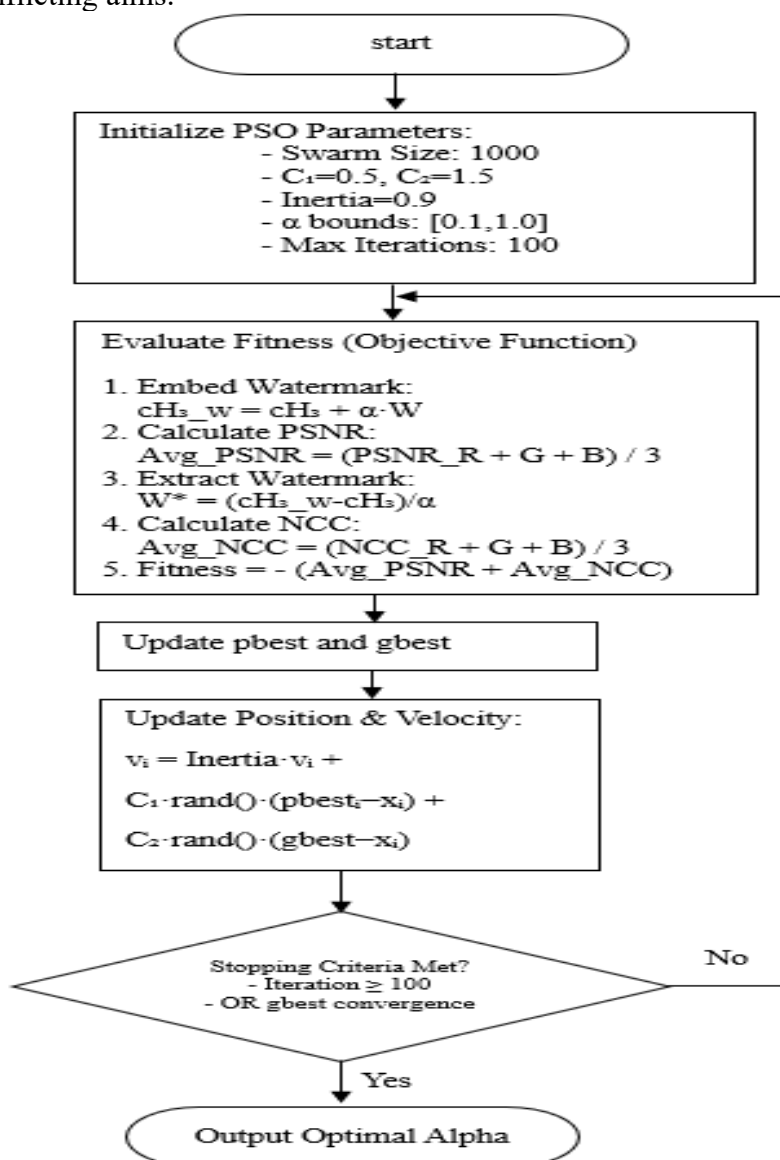 start
Initialize PSO Parameters:
- Swarm Size: 1000
- C₁=0.5, C₂=1.5
- Inertia=0.9
- α bounds: [0.1,1.0]
- Max Iterations: 100
Evaluate Fitness (Objective Function)
1. Embed Watermark:
cH₃_w = cH₃ + α·W
2. Calculate PSNR:
Avg_PSNR = (PSNR_R + G + B) / 3
3. Extract Watermark:
W* = (cH₃_w-cH₃)/α
4. Calculate NCC:
Avg_NCC = (NCC_R + G + B) / 3
5. Fitness = - (Avg_PSNR + Avg_NCC)
Update pbest and gbest
Update Position & Velocity:
vᵢ = Inertia·vᵢ +
C₁·rand()·(pbestᵢ−xᵢ) +
C₂·rand()·(gbest−xᵢ)
Stopping Criteria Met?
- Iteration ≥ 100
- OR gbest convergence
No
Yes
Output Optimal Alpha